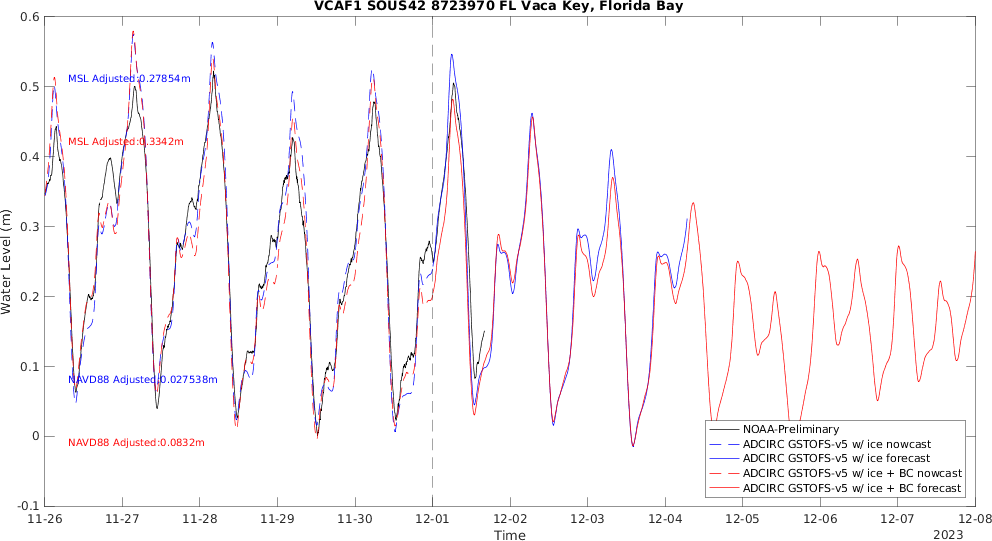 VCAF1 SOUS42 8723970 FL Vaca Key, Florida Bay
0.6
0.5
0.4
0.3
0.2
0.1
0
-0.1
Water Level (m)
MSL Adjusted:0.27854m
MSL Adjusted:0.3342m
NAVD88 Adjusted:0.027538m
NAVD88 Adjusted:0.0832m
NOAA-Preliminary
ADCIRC GSTOFS-v5 w/ ice nowcast
ADCIRC GSTOFS-v5 w/ ice forecast
ADCIRC GSTOFS-v5 w/ ice + BC nowcast
ADCIRC GSTOFS-v5 w/ ice + BC forecast
11-26 11-27 11-28 11-29 11-30 12-01 12-02 12-03 12-04 12-05 12-06 12-07 12-08
Time
2023